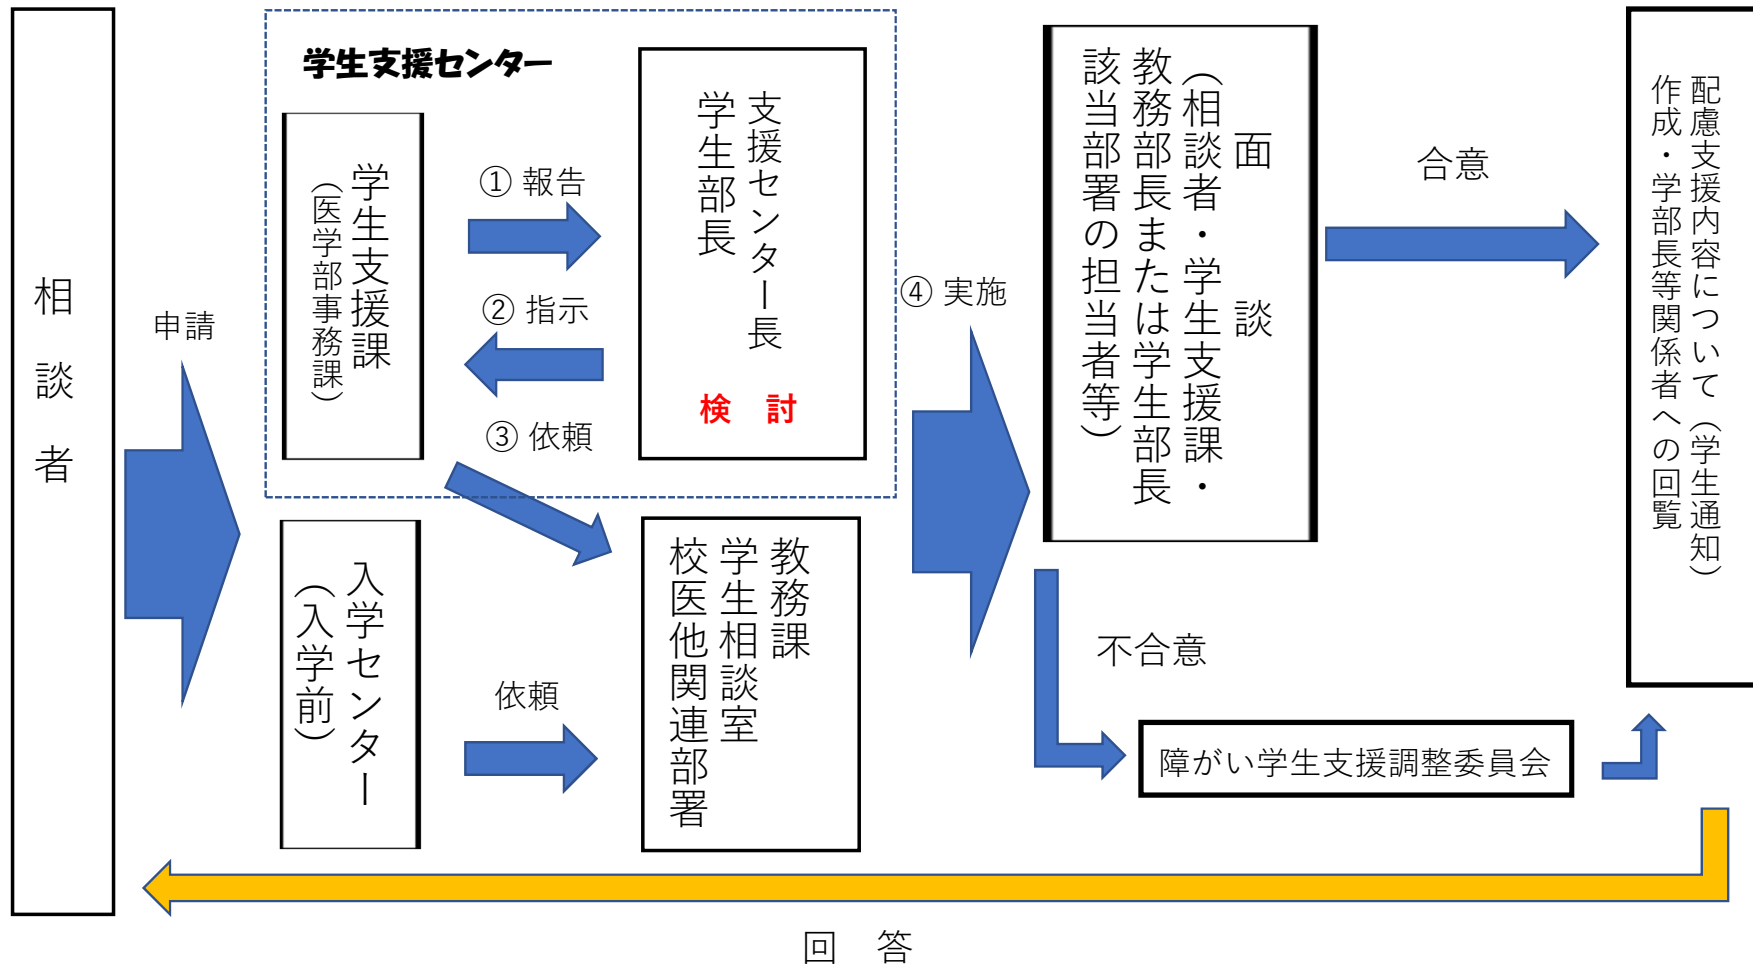 相談者
申請
学生支援センター
学生支援課
（医学部事務課）
① 報告
② 指示
③ 依頼
支援センター長
学生部長
検 討
入学センター
（入学前）
依頼
教務課
学生相談室
校医他関連部署
④ 実施
面 談
（相談者・学生支援課・
教務部長または学生部長
該当部署の担当者等）
合意
不合意
障がい学生支援調整委員会
配慮支援内容について（学生通知）
作成・学部長等関係者への回覧
回 答